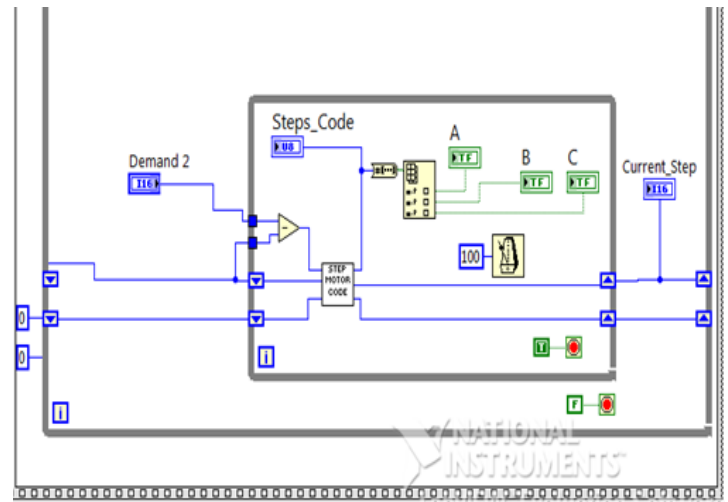 Steps_Code
U8
A
TF
B
TF
C
TF
Current_Step
I16
Demand 2
I16
100
STEP
MOTOR
CODE
0
0
i
T
i
F
NATIONAL
INSTRUMENTS